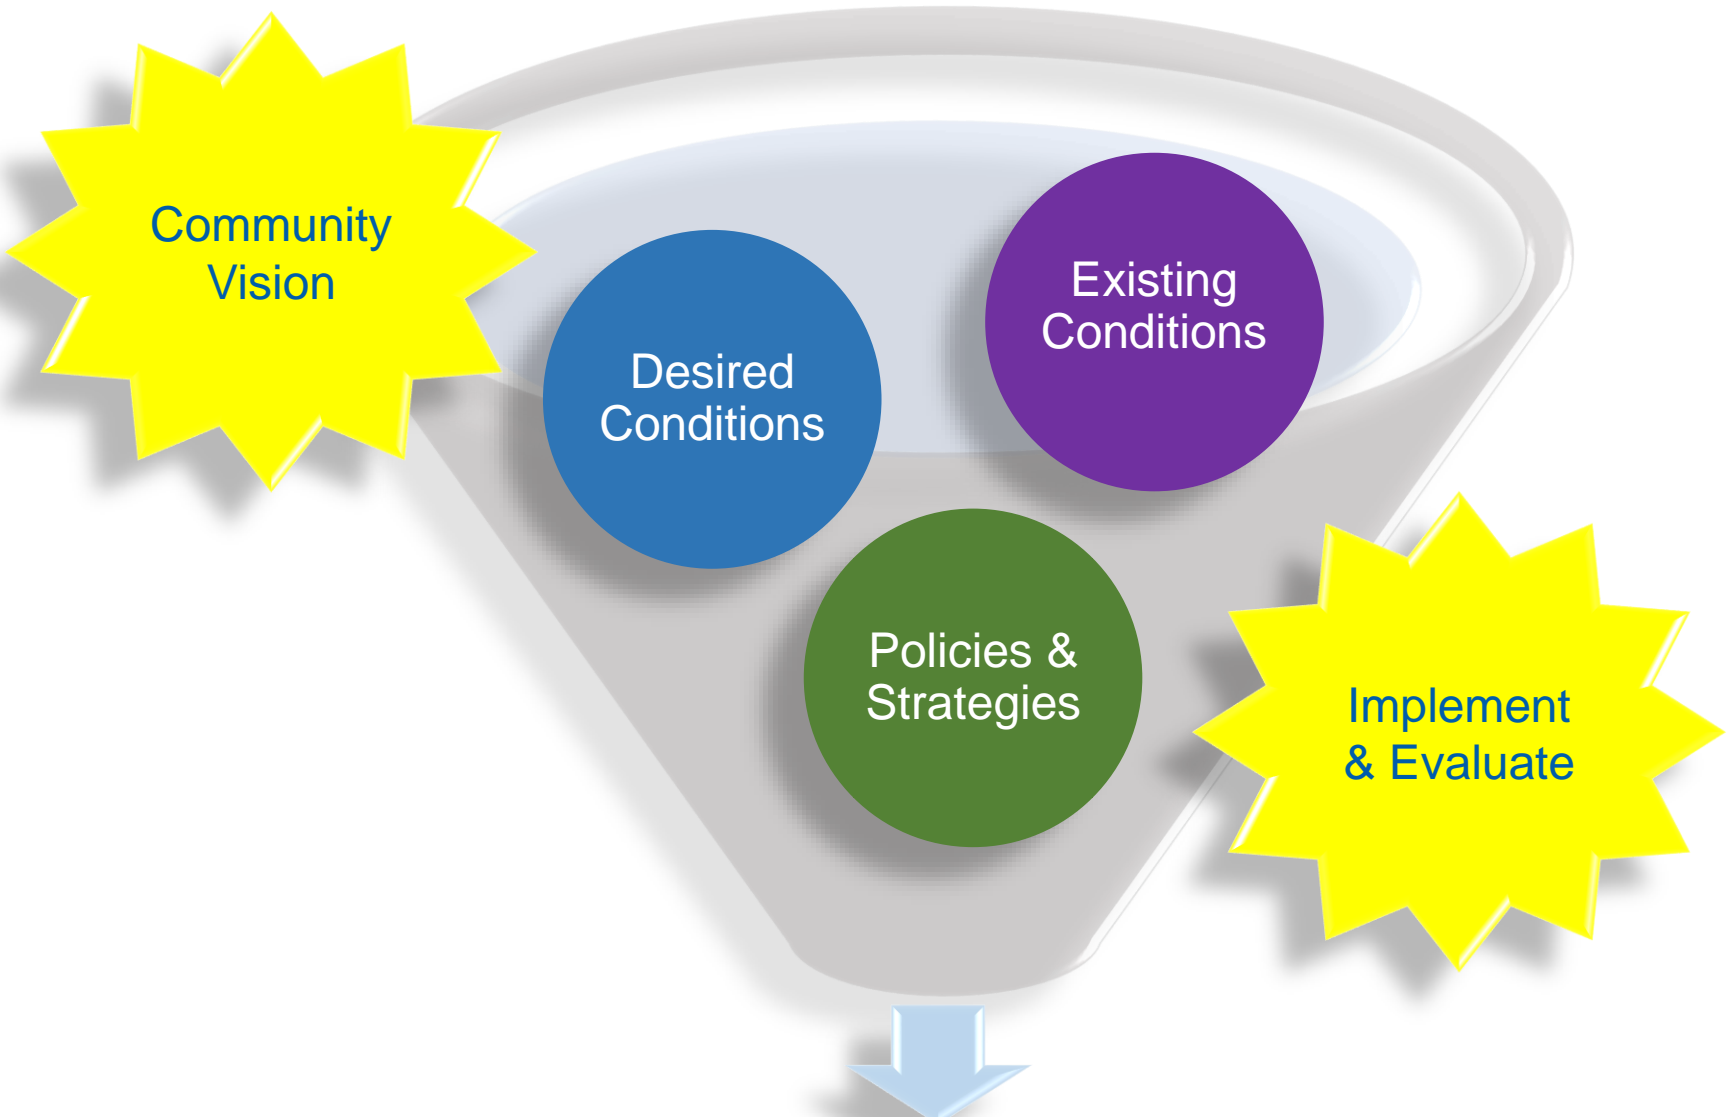 Community
Vision
Existing
Conditions
Desired
Conditions
Policies &
Strategies
Implement
& Evaluate